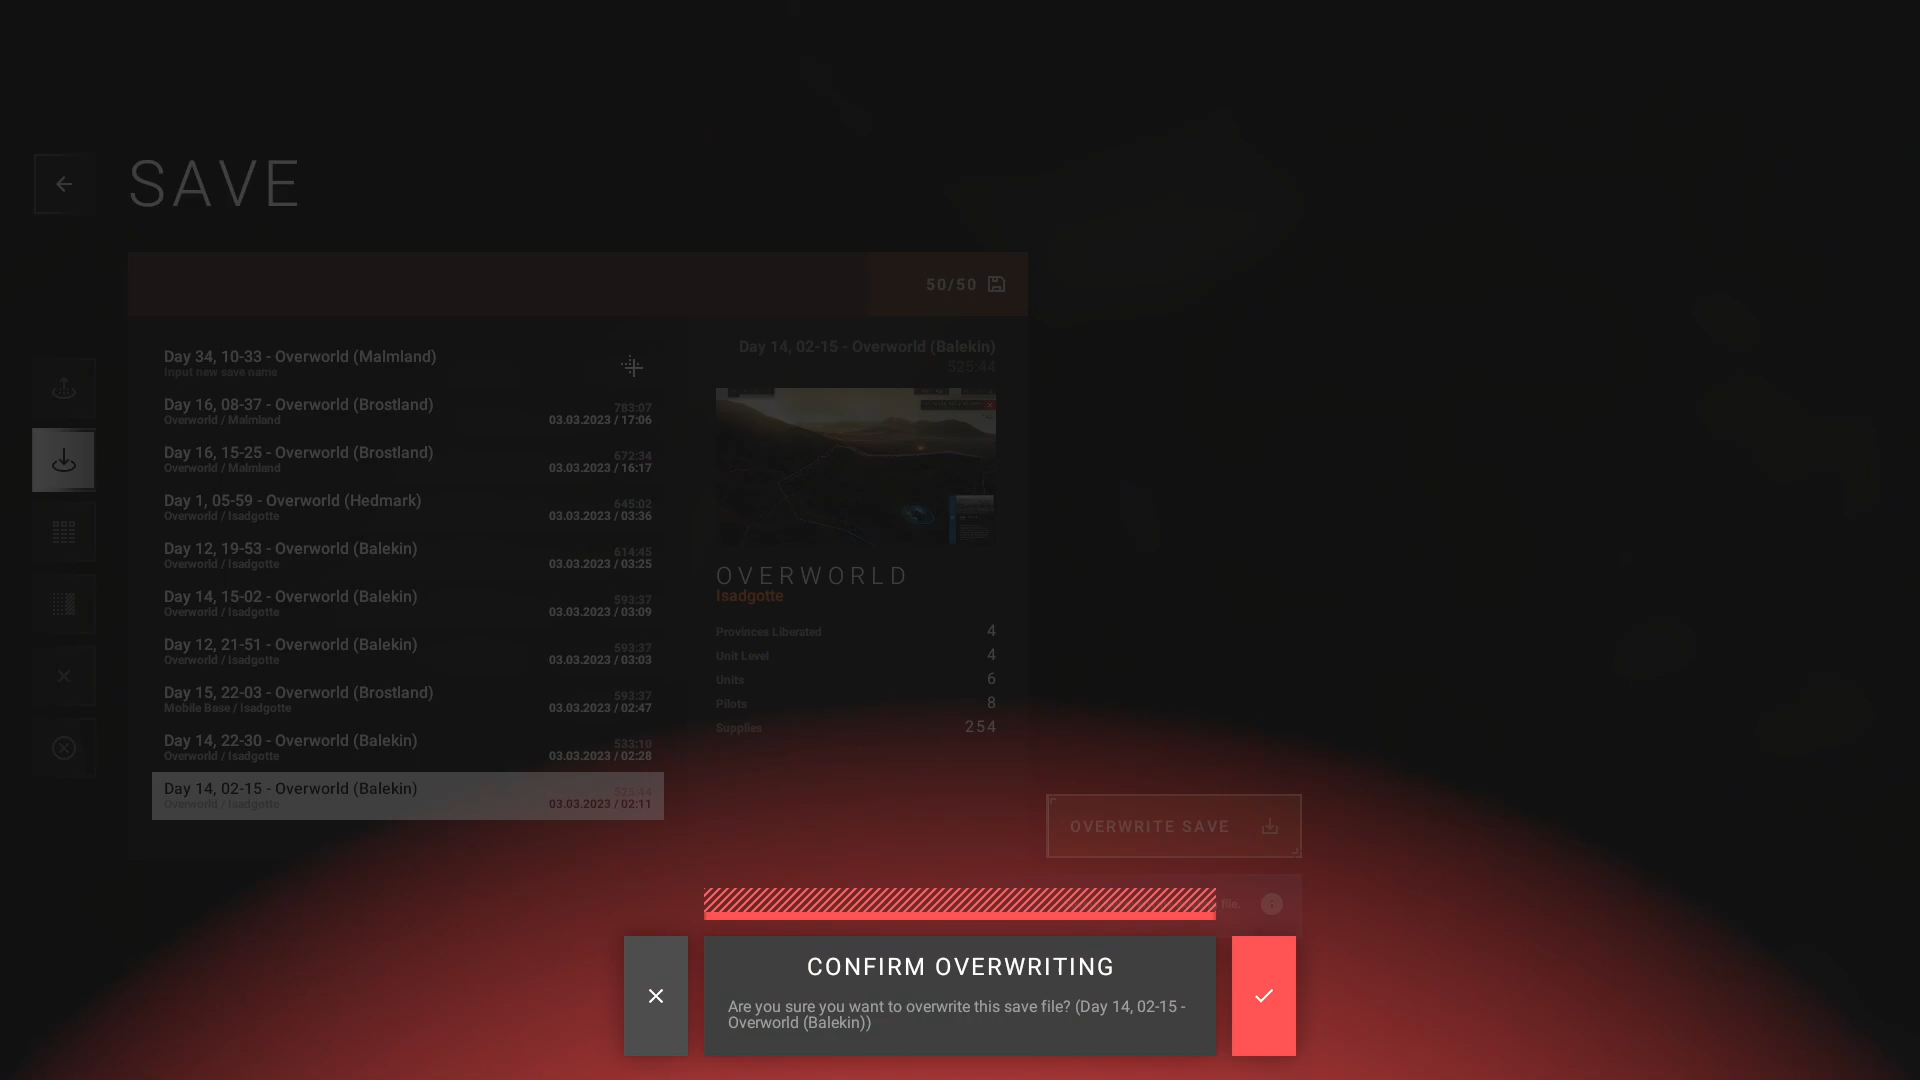 SAVE
50/50
Day 34, 10-33 - Overworld (Malmland)
Input new save name
Day 16, 08-37 - Overworld (Brostland)
783:07
Overworld / Malmland
03.03.2023 / 17:06
Day 16, 15-25 - Overworld (Brostland)
672:34
Overworld / Malmland
03.03.2023 / 16:17
Day 1, 05-59 - Overworld (Hedmark)
645:02
Overworld / Isadgotte
03.03.2023 / 03:36
Day 12, 19-53 - Overworld (Balekin)
614:45
Overworld / Isadgotte
03.03.2023 / 03:25
Day 14, 15-02 - Overworld (Balekin)
593:37
Overworld / Isadgotte
03.03.2023 / 03:09
Day 12, 21-51 - Overworld (Balekin)
593:37
Overworld / Isadgotte
03.03.2023 / 03:03
Day 15, 22-03 - Overworld (Brostland)
593:37
Mobile Base / Isadgotte
03.03.2023 / 02:47
Day 14, 22-30 - Overworld (Balekin)
533:10
Overworld / Isadgotte
03.03.2023 / 02:28
Day 14, 02-15 - Overworld (Balekin)
525:44
Overworld / Isadgotte
03.03.2023 / 02:11
Day 14, 02-15 - Overworld (Balekin)
525:44
OVERWORLD
Isadgotte
Provinces Liberated 4
Unit Level 4
Units 6
Pilots 8
Supplies 254
OVERWRITE SAVE
file.
CONFIRM OVERWRITING
Are you sure you want to overwrite this save file? (Day 14, 02-15 -
Overworld (Balekin))